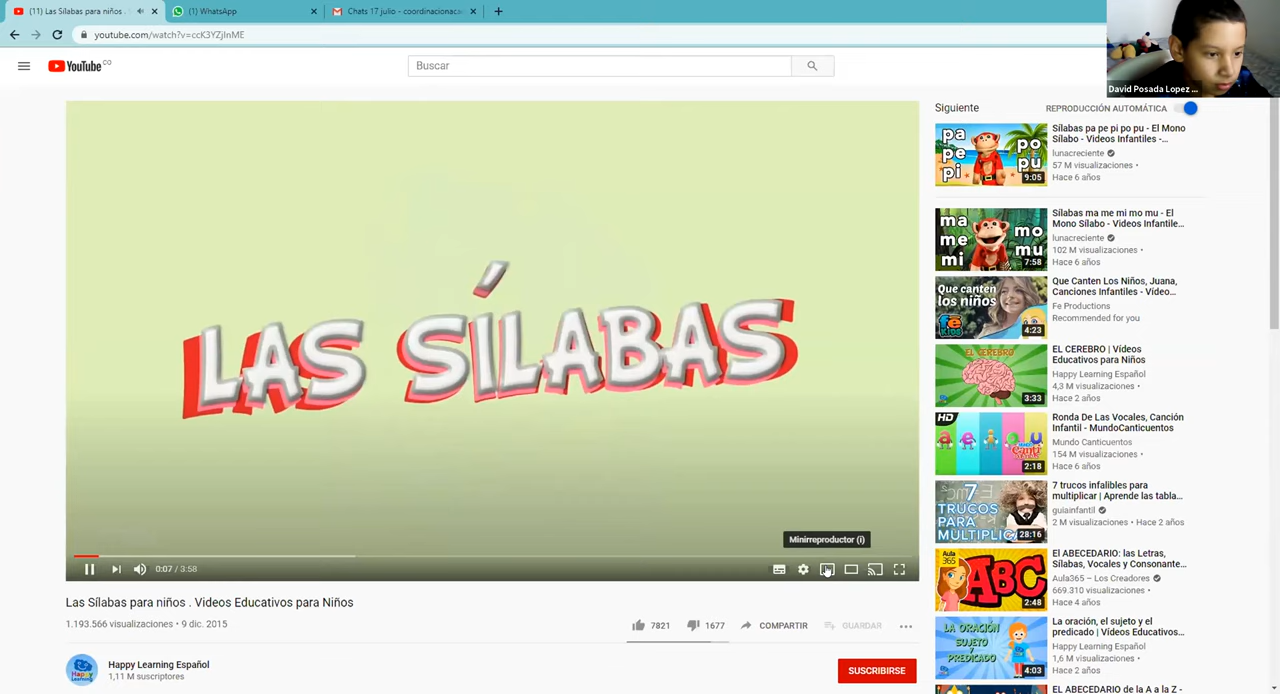 (11) Las Sílabas para niños .
(1) WhatsApp
Chats 17 julio - coordinacionaca
youtube.com/watch?v=ccK3YZjInME
YouTube CO
Buscar
David Posada Lopez ...
LAS SÍLABAS
Minirreproductor (i)
0:07 / 3:58
Las Sílabas para niños . Videos Educativos para Niños
1.193.566 visualizaciones • 9 dic. 2015
7821
1677
COMPARTIR
GUARDAR
Happy Learning Español
1,11 M suscriptores
SUSCRIBIRSE
Siguiente
REPRODUCCIÓN AUTOMÁTICA
pa
pe
pi
po
pu
9:05
Sílabas pa pe pi po pu - El Mono
Sílabo - Videos Infantiles -...
lunacreciente
57 M visualizaciones •
Hace 6 años
ma
me
mi
mo
mu
7:58
Sílabas ma me mi mo mu - El
Mono Sílabo - Videos Infantile...
lunacreciente
102 M visualizaciones •
Hace 6 años
Que canten
los niños
fe
KIDS
4:23
Que Canten Los Niños, Juana,
Canciones Infantiles - Vídeo...
Fe Productions
Recommended for you
EL CEREBRO
3:33
EL CEREBRO | Vídeos
Educativos para Niños
Happy Learning Español
4,3 M visualizaciones •
Hace 2 años
HD
a e i o u
2:18
Ronda De Las Vocales, Canción
Infantil - MundoCanticuentos
Mundo Canticuentos
154 M visualizaciones •
Hace 6 años
7
TRUCOS
PARA
MULTIPLIC
28:16
7 trucos infalibles para
multiplicar | Aprende las tabla...
guiainfantil
2 M visualizaciones • Hace 2 años
Aula
365
ABC
2:48
El ABECEDARIO: las Letras,
Sílabas, Vocales y Consonante...
Aula365 – Los Creadores
669.310 visualizaciones •
Hace 4 años
LA ORACIÓN
SUJETO
Y
PREDICADO
4:03
La oración, el sujeto y el
predicado | Vídeos Educativos...
Happy Learning Español
1,6 M visualizaciones •
Hace 2 años
El ABECEDARIO de la A a la Z -